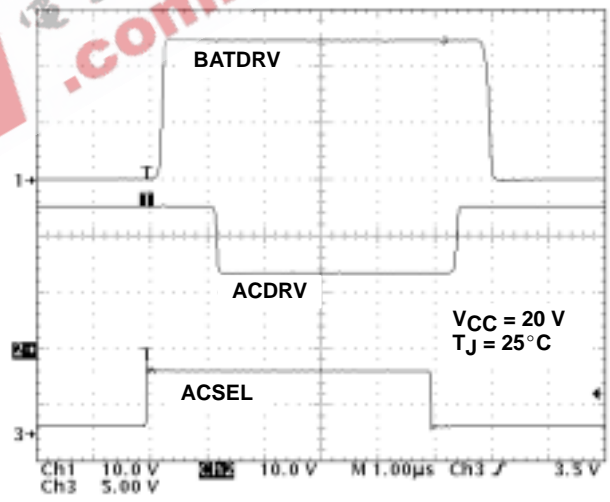 .com
BATDRV
T
1
ACDRV
VCC = 20 V
TJ = 25°C
2
T
ACSEL
3
Ch1 10.0 V Ch2 10.0 V M 1.00µs Ch3 3.5 V
Ch3 5.00 V